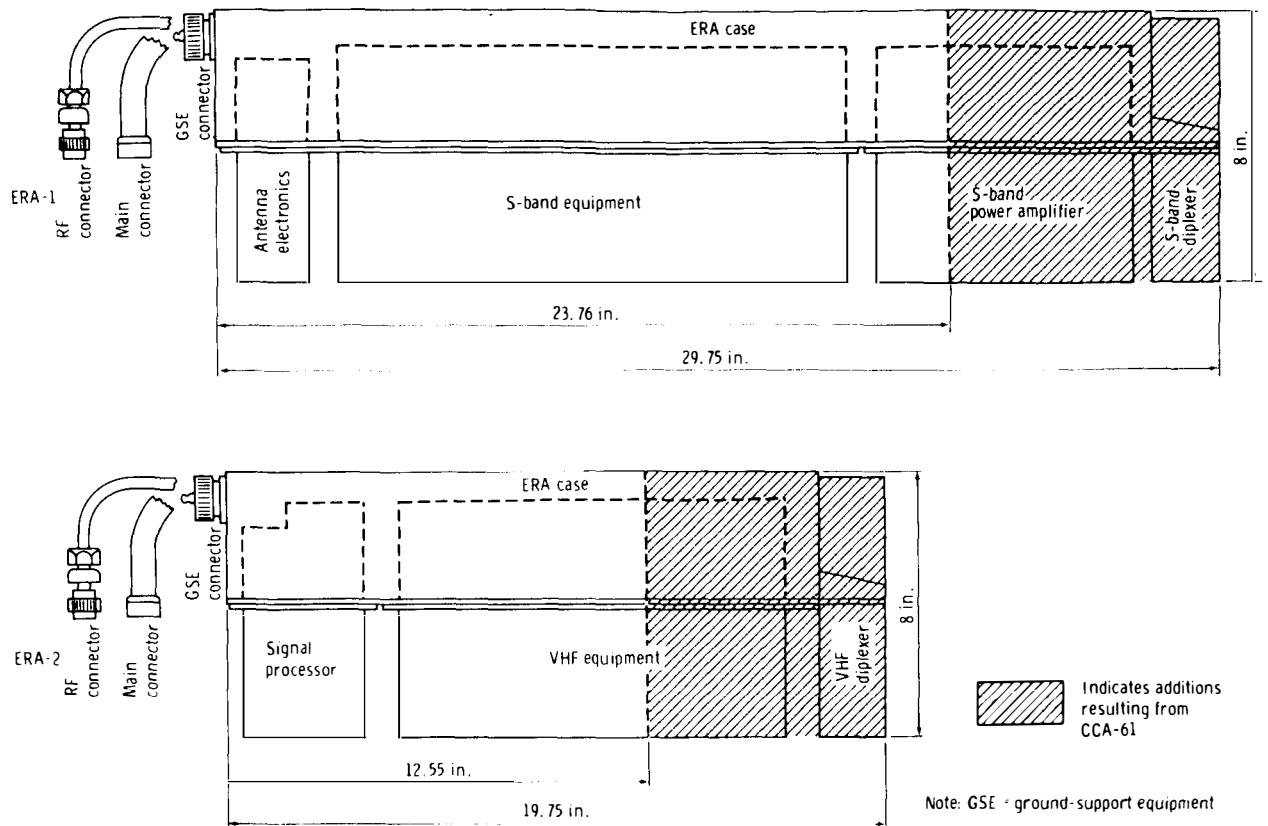 ERA case
GSE
connector
ERA-1
RF
connector
Main
connector
Antenna
electronics
S-band equipment
S-band
power amplifier
S-band
diplexer
8 in.
23.76 in.
29.75 in.
ERA case
GSE
connector
ERA-2
RF
connector
Main
connector
Signal
processor
VHF equipment
VHF
diplexer
8 in.
Indicates additions
resulting from
CCA-61
12.55 in.
19.75 in.
Note: GSE = ground-support equipment